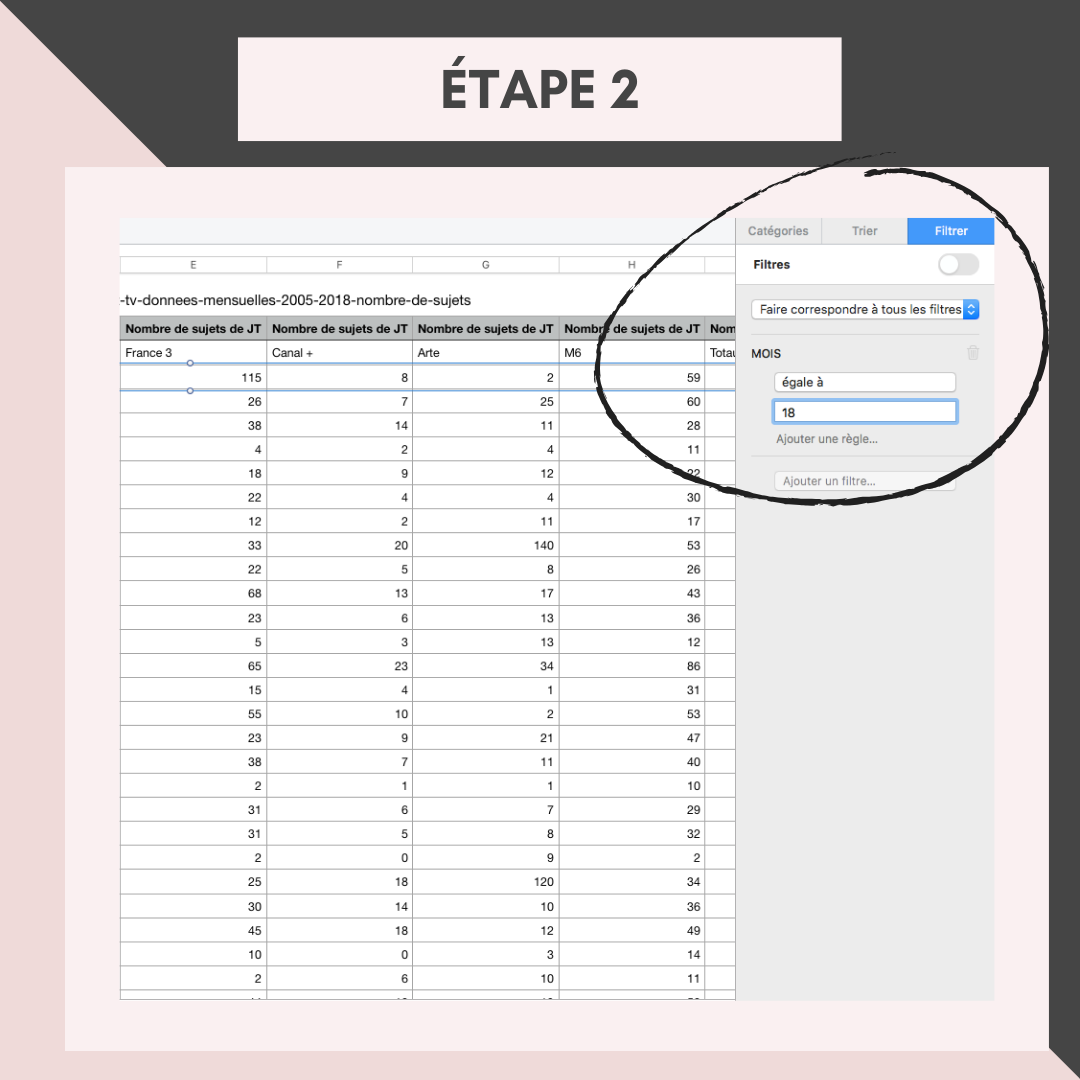 ÉTAPE 2
Catégories Trier Filtrer
E F G H
Filtres
-tv-donnees-mensuelles-2005-2018-nombre-de-sujets
Faire correspondre à tous les filtres
Nombre de sujets de JT Nombre de sujets de JT Nombre de sujets de JT Nombre de sujets de JT Nom
France 3 Canal + Arte M6 Totau
MOIS
égale à
18
Ajouter une règle...
Ajouter un filtre...
115 8 2 59
26 7 25 60
38 14 11 28
4 2 4 11
18 9 12 22
22 4 4 30
12 2 11 17
33 20 140 53
22 5 8 26
68 13 17 43
23 6 13 36
5 3 13 12
65 23 34 86
15 4 1 31
55 10 2 53
23 9 21 47
38 7 11 40
2 1 1 10
31 6 7 29
31 5 8 32
2 0 9 2
25 18 120 34
30 14 10 36
45 18 12 49
10 0 3 14
2 6 10 11